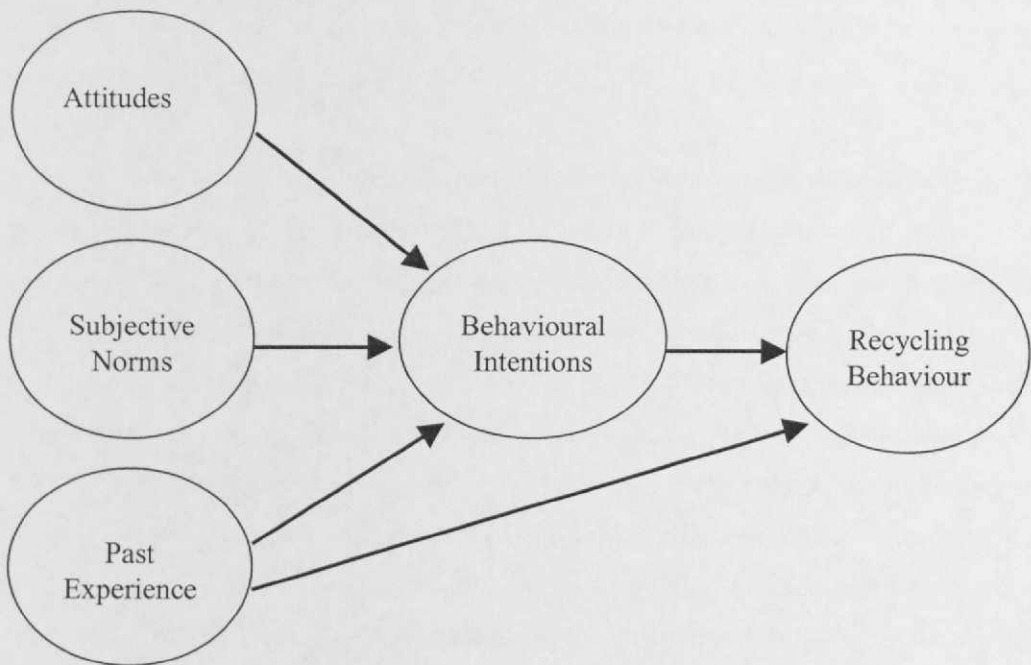 Attitudes
Subjective
Norms
Behavioural
Intentions
Recycling
Behaviour
Past
Experience